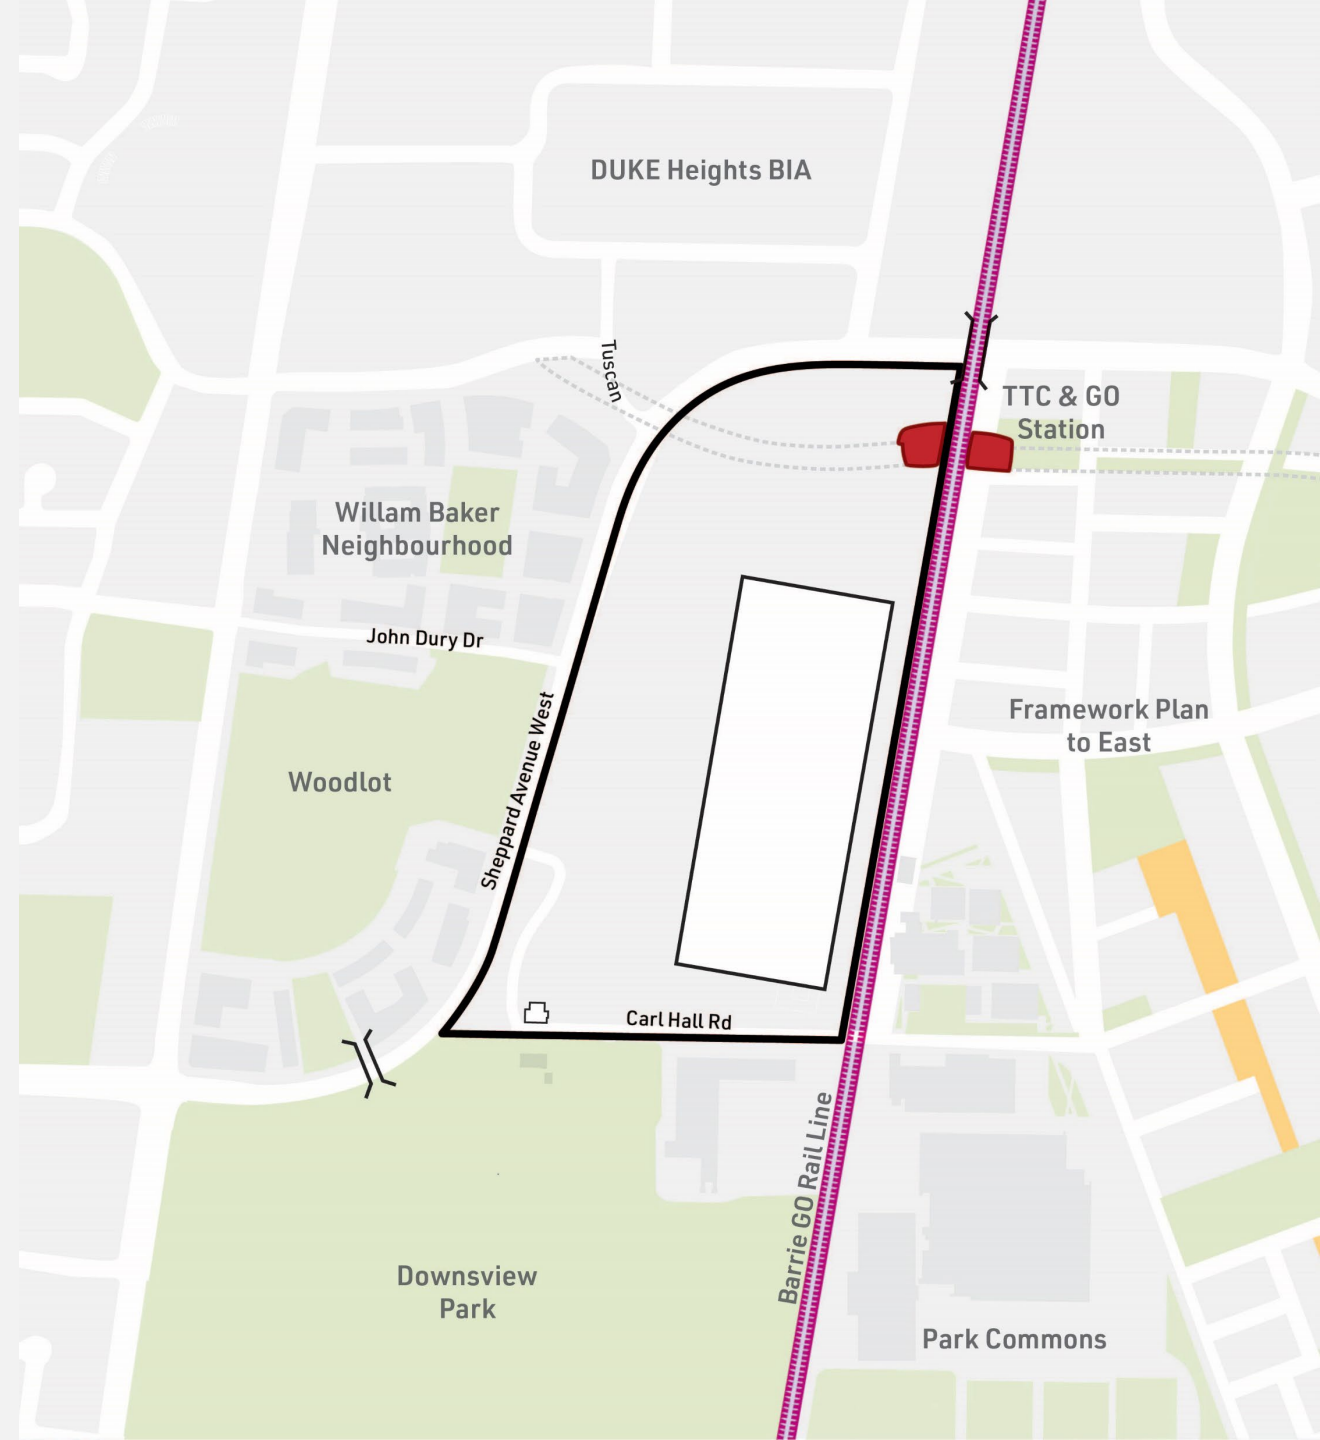 DUKE Heights BIA
Tuscan
TTC & GO
Station
Willam Baker
Neighbourhood
John Dury Dr
Sheppard Avenue West
Framework Plan
to East
Woodlot
Carl Hall Rd
Barrie GO Rail Line
Downsview
Park
Park Commons